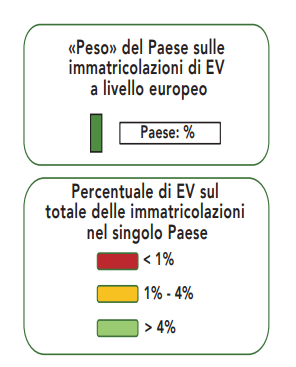 «Peso» del Paese sulle
immatricolazioni di EV
a livello europeo
Paese: %
Percentuale di EV sul
totale delle immatricolazioni
nel singolo Paese
< 1%
1% - 4%
> 4%